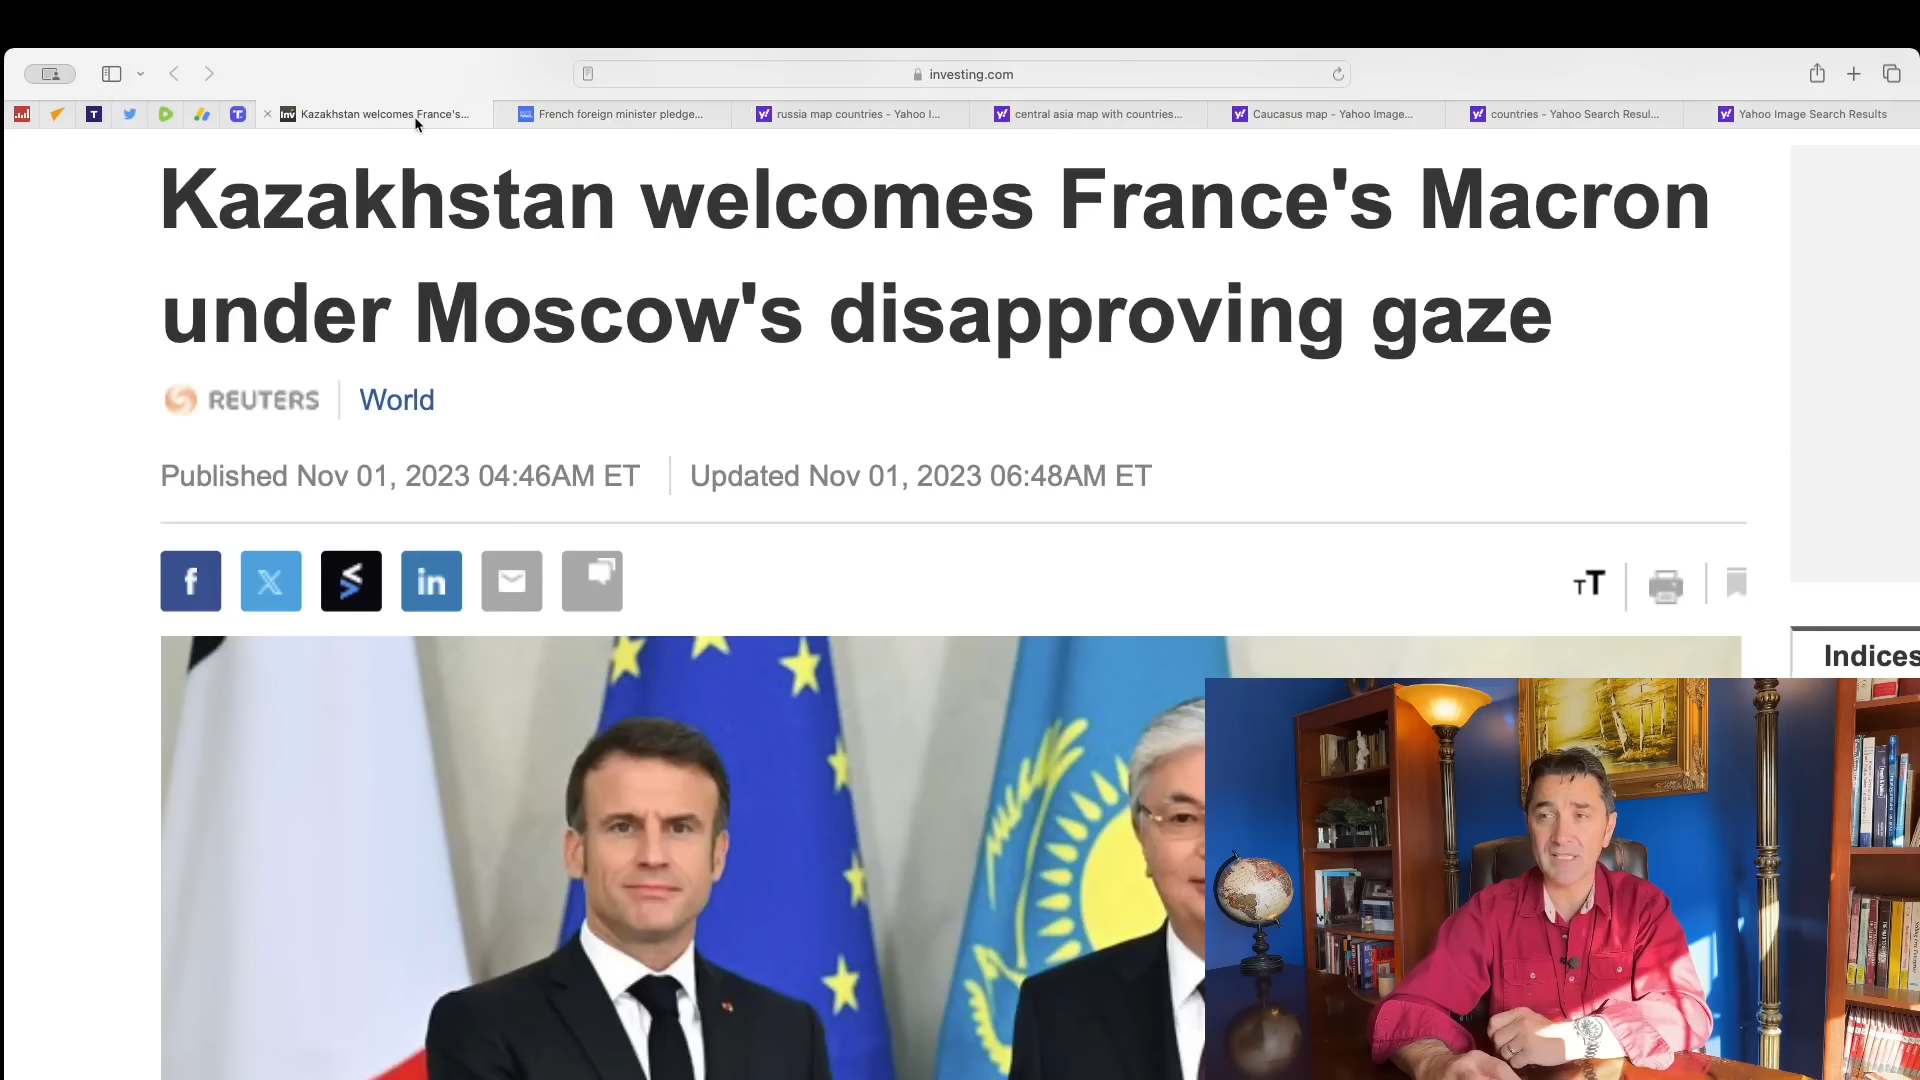 investing.com
Kazakhstan welcomes France's...
French foreign minister pledge...
russia map countries - Yahoo I...
central asia map with countries...
Caucasus map - Yahoo Image...
countries - Yahoo Search Resul...
Yahoo Image Search Results
Kazakhstan welcomes France's Macron
under Moscow's disapproving gaze
REUTERS
World
Published Nov 01, 2023 04:46AM ET
Updated Nov 01, 2023 06:48AM ET
TT
Indices